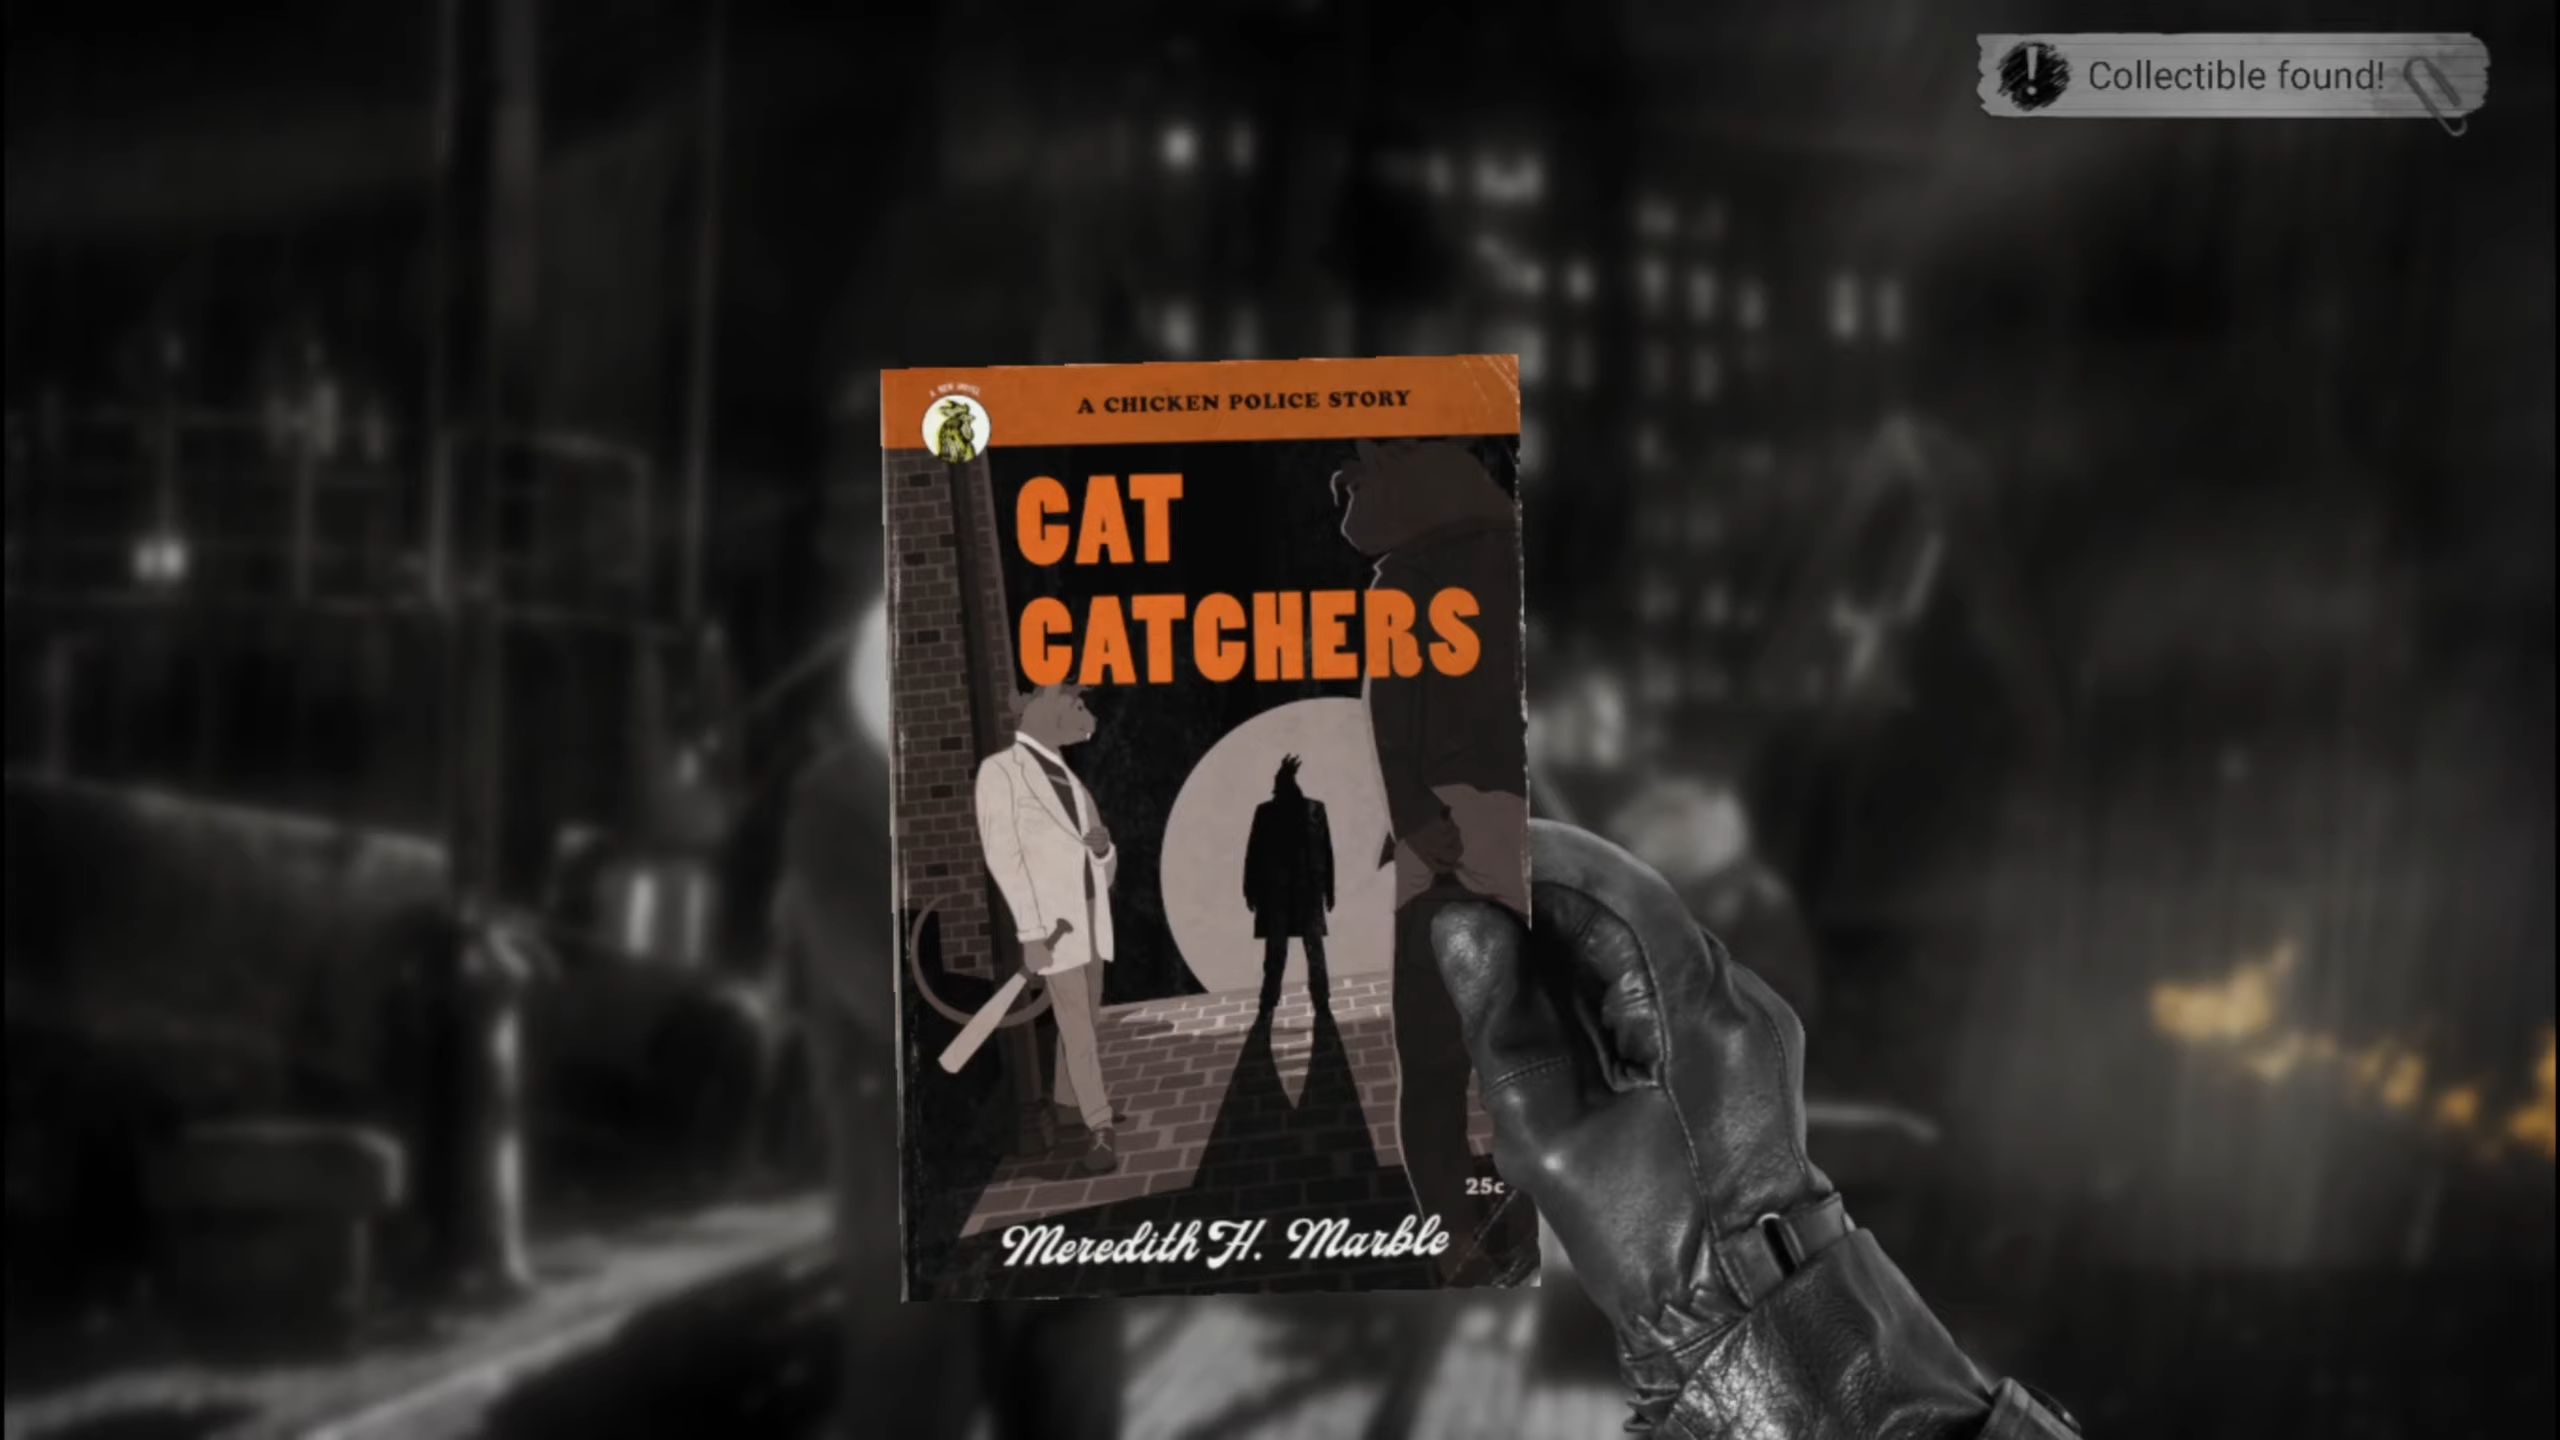 Collectible found!
A CHICKEN POLICE STORY
CAT
CATCHERS
25c
Meredith H. Marble